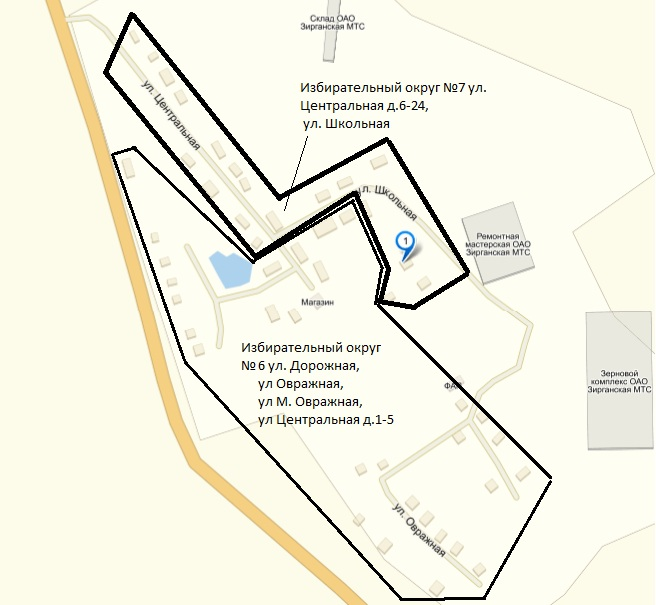 Склад ОАО
Зирганская МТС
Избирательный округ №7 ул.
Центральная д.6-24,
ул. Школьная
ул. Центральная
ул. Школьная
1
Ремонтная
мастерская ОАО
Зирганская МТС
Магазин
Избирательный округ
№ 6 ул. Дорожная,
ул Овражная,
ул М. Овражная,
ул Центральная д.1-5
ФАП
Зерновой
комплекс ОАО
Зирганская МТС
ул. Овражная